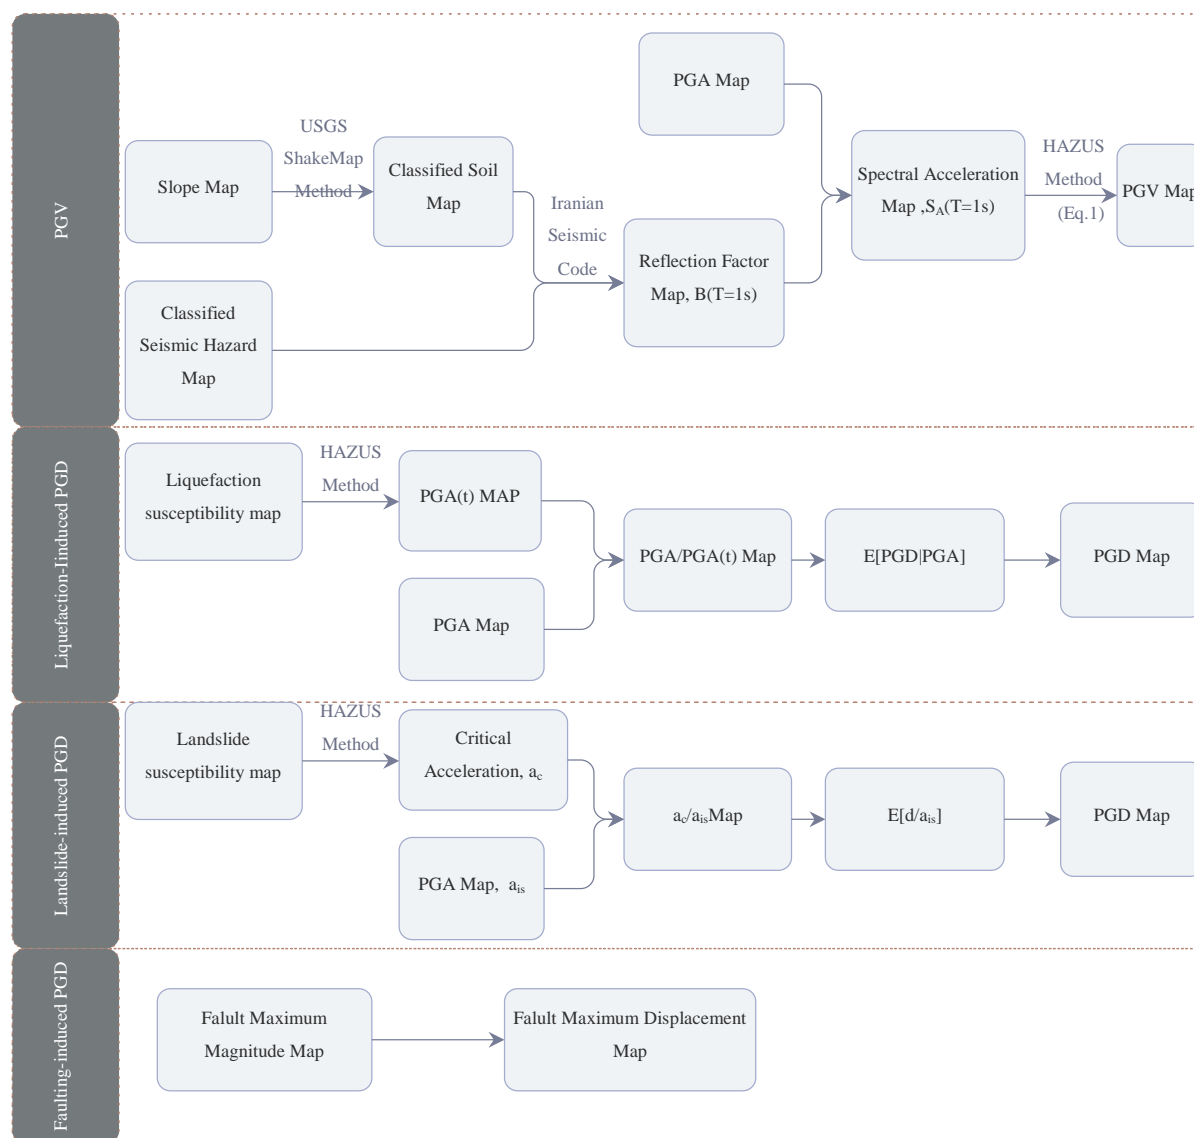 PGV
Slope Map
USGS
ShakeMap
Method
Classified Soil
Map
Classified
Seismic Hazard
Map
Iranian
Seismic
Code
PGA Map
Reflection Factor
Map, B(T=1s)
Spectral Acceleration
Map ,SA(T=1s)
HAZUS
Method
(Eq.1)
PGV Map
Liquefaction-Iinduced PGD
Liquefaction
susceptibility map
HAZUS
Method
PGA(t) MAP
PGA Map
PGA/PGA(t) Map
E[PGD|PGA]
PGD Map
Landslide-induced PGD
Landslide
susceptibility map
HAZUS
Method
Critical
Acceleration, ac
PGA Map, ais
ac/aisMap
E[d/ais]
PGD Map
Faulting-induced PGD
Falult Maximum
Magnitude Map
Falult Maximum Displacement
Map